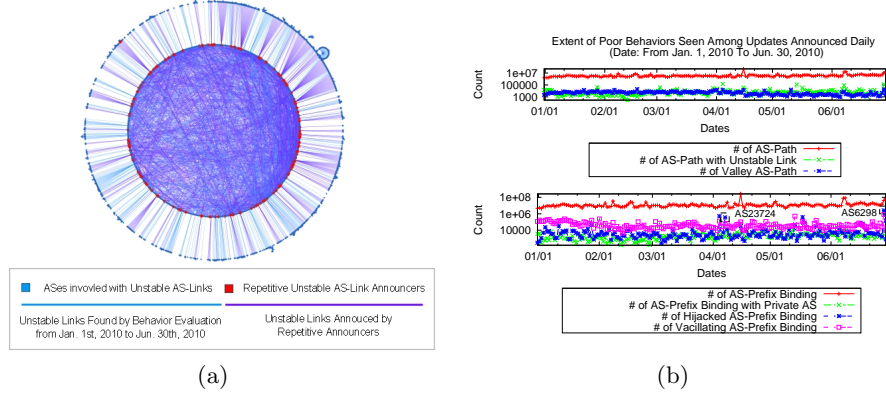 ASes invovled with Unstable AS-Links
Repetitive Unstable AS-Link Announcers
Unstable Links Found by Behavior Evaluation
from Jan. 1st, 2010 to Jun. 30th, 2010
Unstable Links Annouced by
Repetitive Announcers
(a)
Extent of Poor Behaviors Seen Among Updates Announced Daily
(Date: From Jan. 1, 2010 To Jun. 30, 2010)
Count
1e+07
100000
1000
01/01 02/01 03/01 04/01 05/01 06/01
Dates
# of AS-Path
# of AS-Path with Unstable Link
# of Valley AS-Path
Count
1e+08
1e+06
10000
AS23724
AS6298
01/01 02/01 03/01 04/01 05/01 06/01
Dates
# of AS-Prefix Binding
# of AS-Prefix Binding with Private AS
# of Hijacked AS-Prefix Binding
# of Vacillating AS-Prefix Binding
(b)